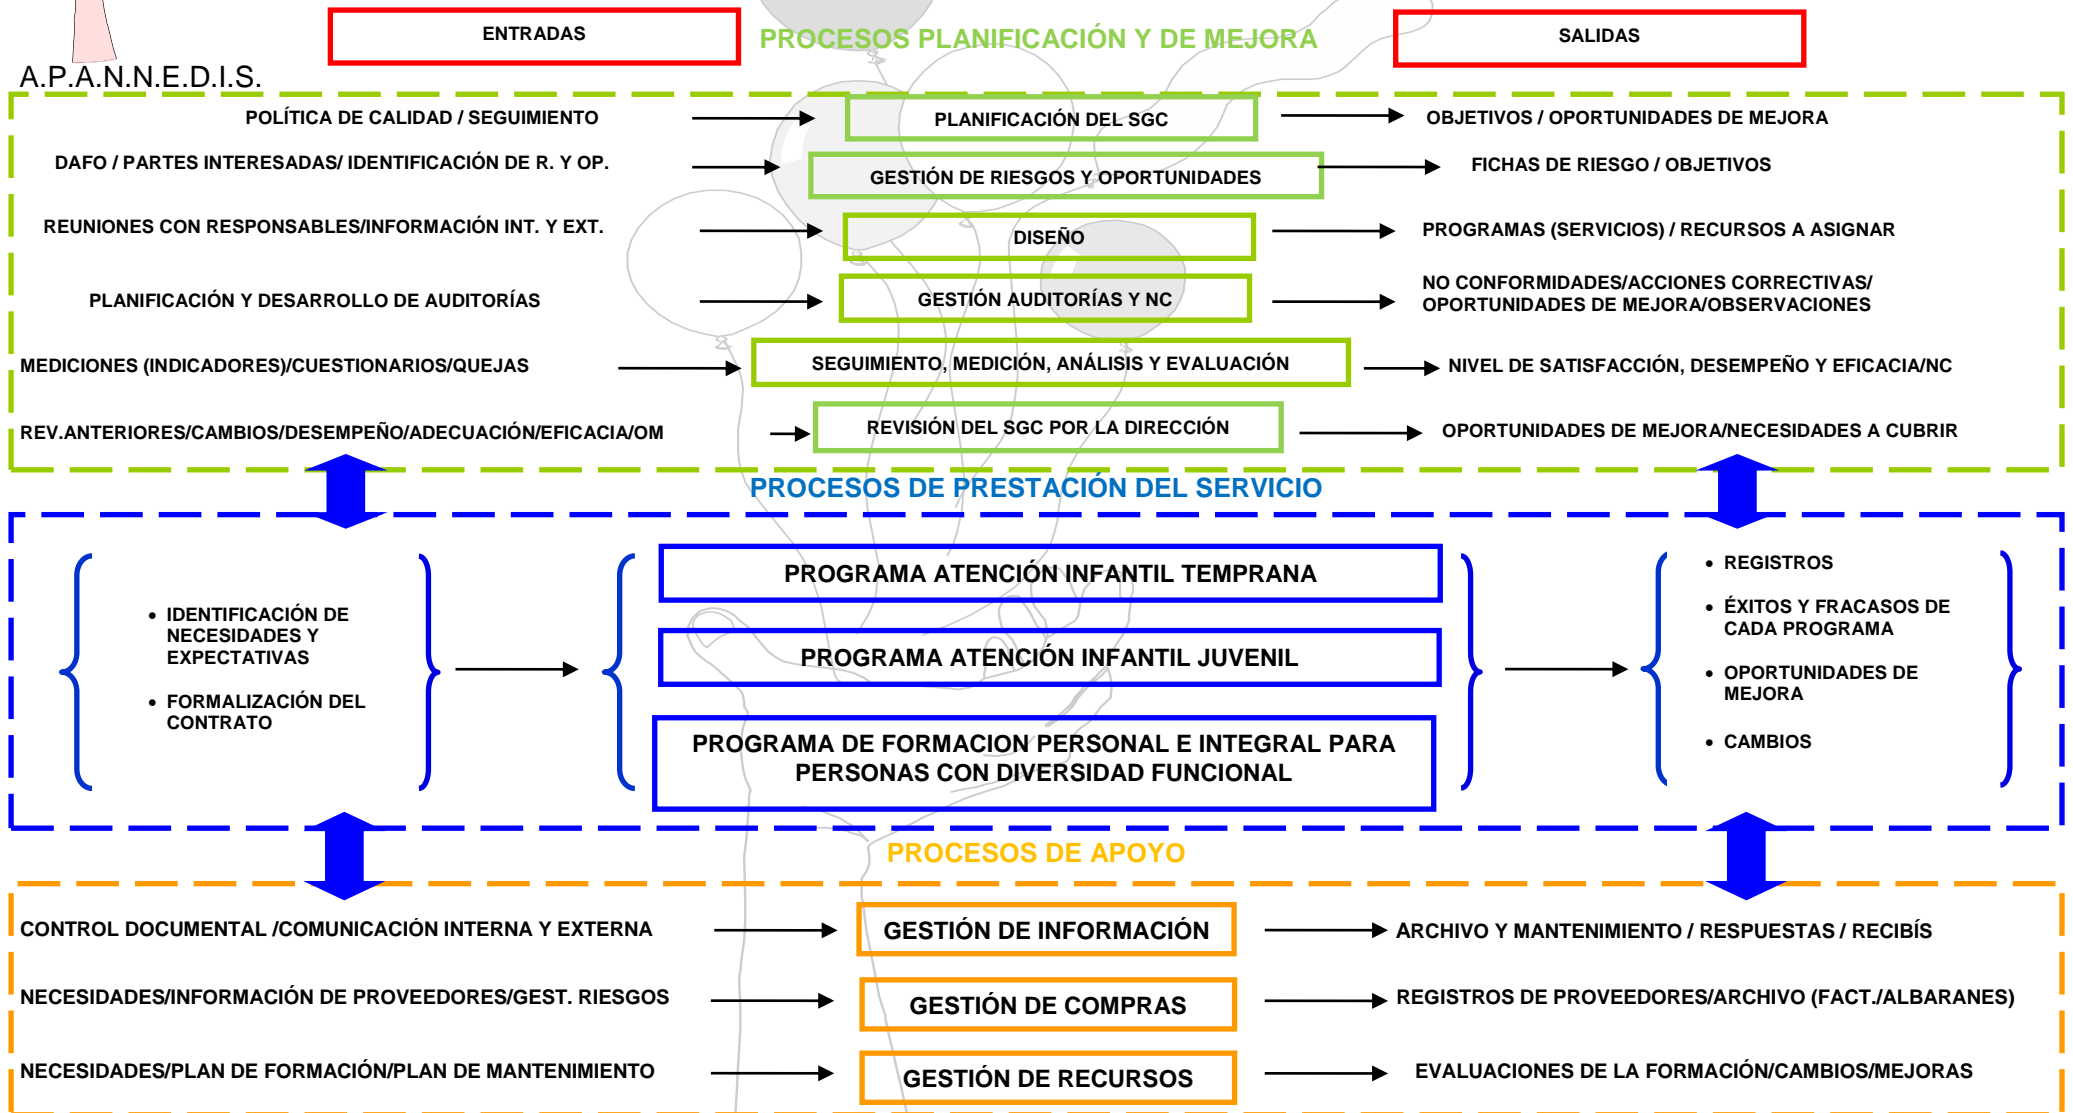 ENTRADAS
PROCESOS PLANIFICACIÓN Y DE MEJORA
SALIDAS
A.P.A.N.N.E.D.I.S.
POLÍTICA DE CALIDAD / SEGUIMIENTO
PLANIFICACIÓN DEL SGC
OBJETIVOS / OPORTUNIDADES DE MEJORA
DAFO / PARTES INTERESADAS/ IDENTIFICACIÓN DE R. Y OP.
GESTIÓN DE RIESGOS Y OPORTUNIDADES
FICHAS DE RIESGO / OBJETIVOS
REUNIONES CON RESPONSABLES/INFORMACIÓN INT. Y EXT.
DISEÑO
PROGRAMAS (SERVICIOS) / RECURSOS A ASIGNAR
PLANIFICACIÓN Y DESARROLLO DE AUDITORÍAS
GESTIÓN AUDITORÍAS Y NC
NO CONFORMIDADES/ACCIONES CORRECTIVAS/
OPORTUNIDADES DE MEJORA/OBSERVACIONES
MEDICIONES (INDICADORES)/CUESTIONARIOS/QUEJAS
SEGUIMIENTO, MEDICIÓN, ANÁLISIS Y EVALUACIÓN
NIVEL DE SATISFACCIÓN, DESEMPEÑO Y EFICACIA/NC
REV.ANTERIORES/CAMBIOS/DESEMPEÑO/ADECUACIÓN/EFICACIA/OM
REVISIÓN DEL SGC POR LA DIRECCIÓN
OPORTUNIDADES DE MEJORA/NECESIDADES A CUBRIR
PROCESOS DE PRESTACIÓN DEL SERVICIO
• IDENTIFICACIÓN DE
NECESIDADES Y
EXPECTATIVAS
• FORMALIZACIÓN DEL
CONTRATO
PROGRAMA ATENCIÓN INFANTIL TEMPRANA
PROGRAMA ATENCIÓN INFANTIL JUVENIL
PROGRAMA DE FORMACION PERSONAL E INTEGRAL PARA
PERSONAS CON DIVERSIDAD FUNCIONAL
• REGISTROS
• ÉXITOS Y FRACASOS DE
CADA PROGRAMA
• OPORTUNIDADES DE
MEJORA
• CAMBIOS
PROCESOS DE APOYO
CONTROL DOCUMENTAL /COMUNICACIÓN INTERNA Y EXTERNA
GESTIÓN DE INFORMACIÓN
ARCHIVO Y MANTENIMIENTO / RESPUESTAS / RECIBÍS
NECESIDADES/INFORMACIÓN DE PROVEEDORES/GEST. RIESGOS
GESTIÓN DE COMPRAS
REGISTROS DE PROVEEDORES/ARCHIVO (FACT./ALBARANES)
NECESIDADES/PLAN DE FORMACIÓN/PLAN DE MANTENIMIENTO
GESTIÓN DE RECURSOS
EVALUACIONES DE LA FORMACIÓN/CAMBIOS/MEJORAS